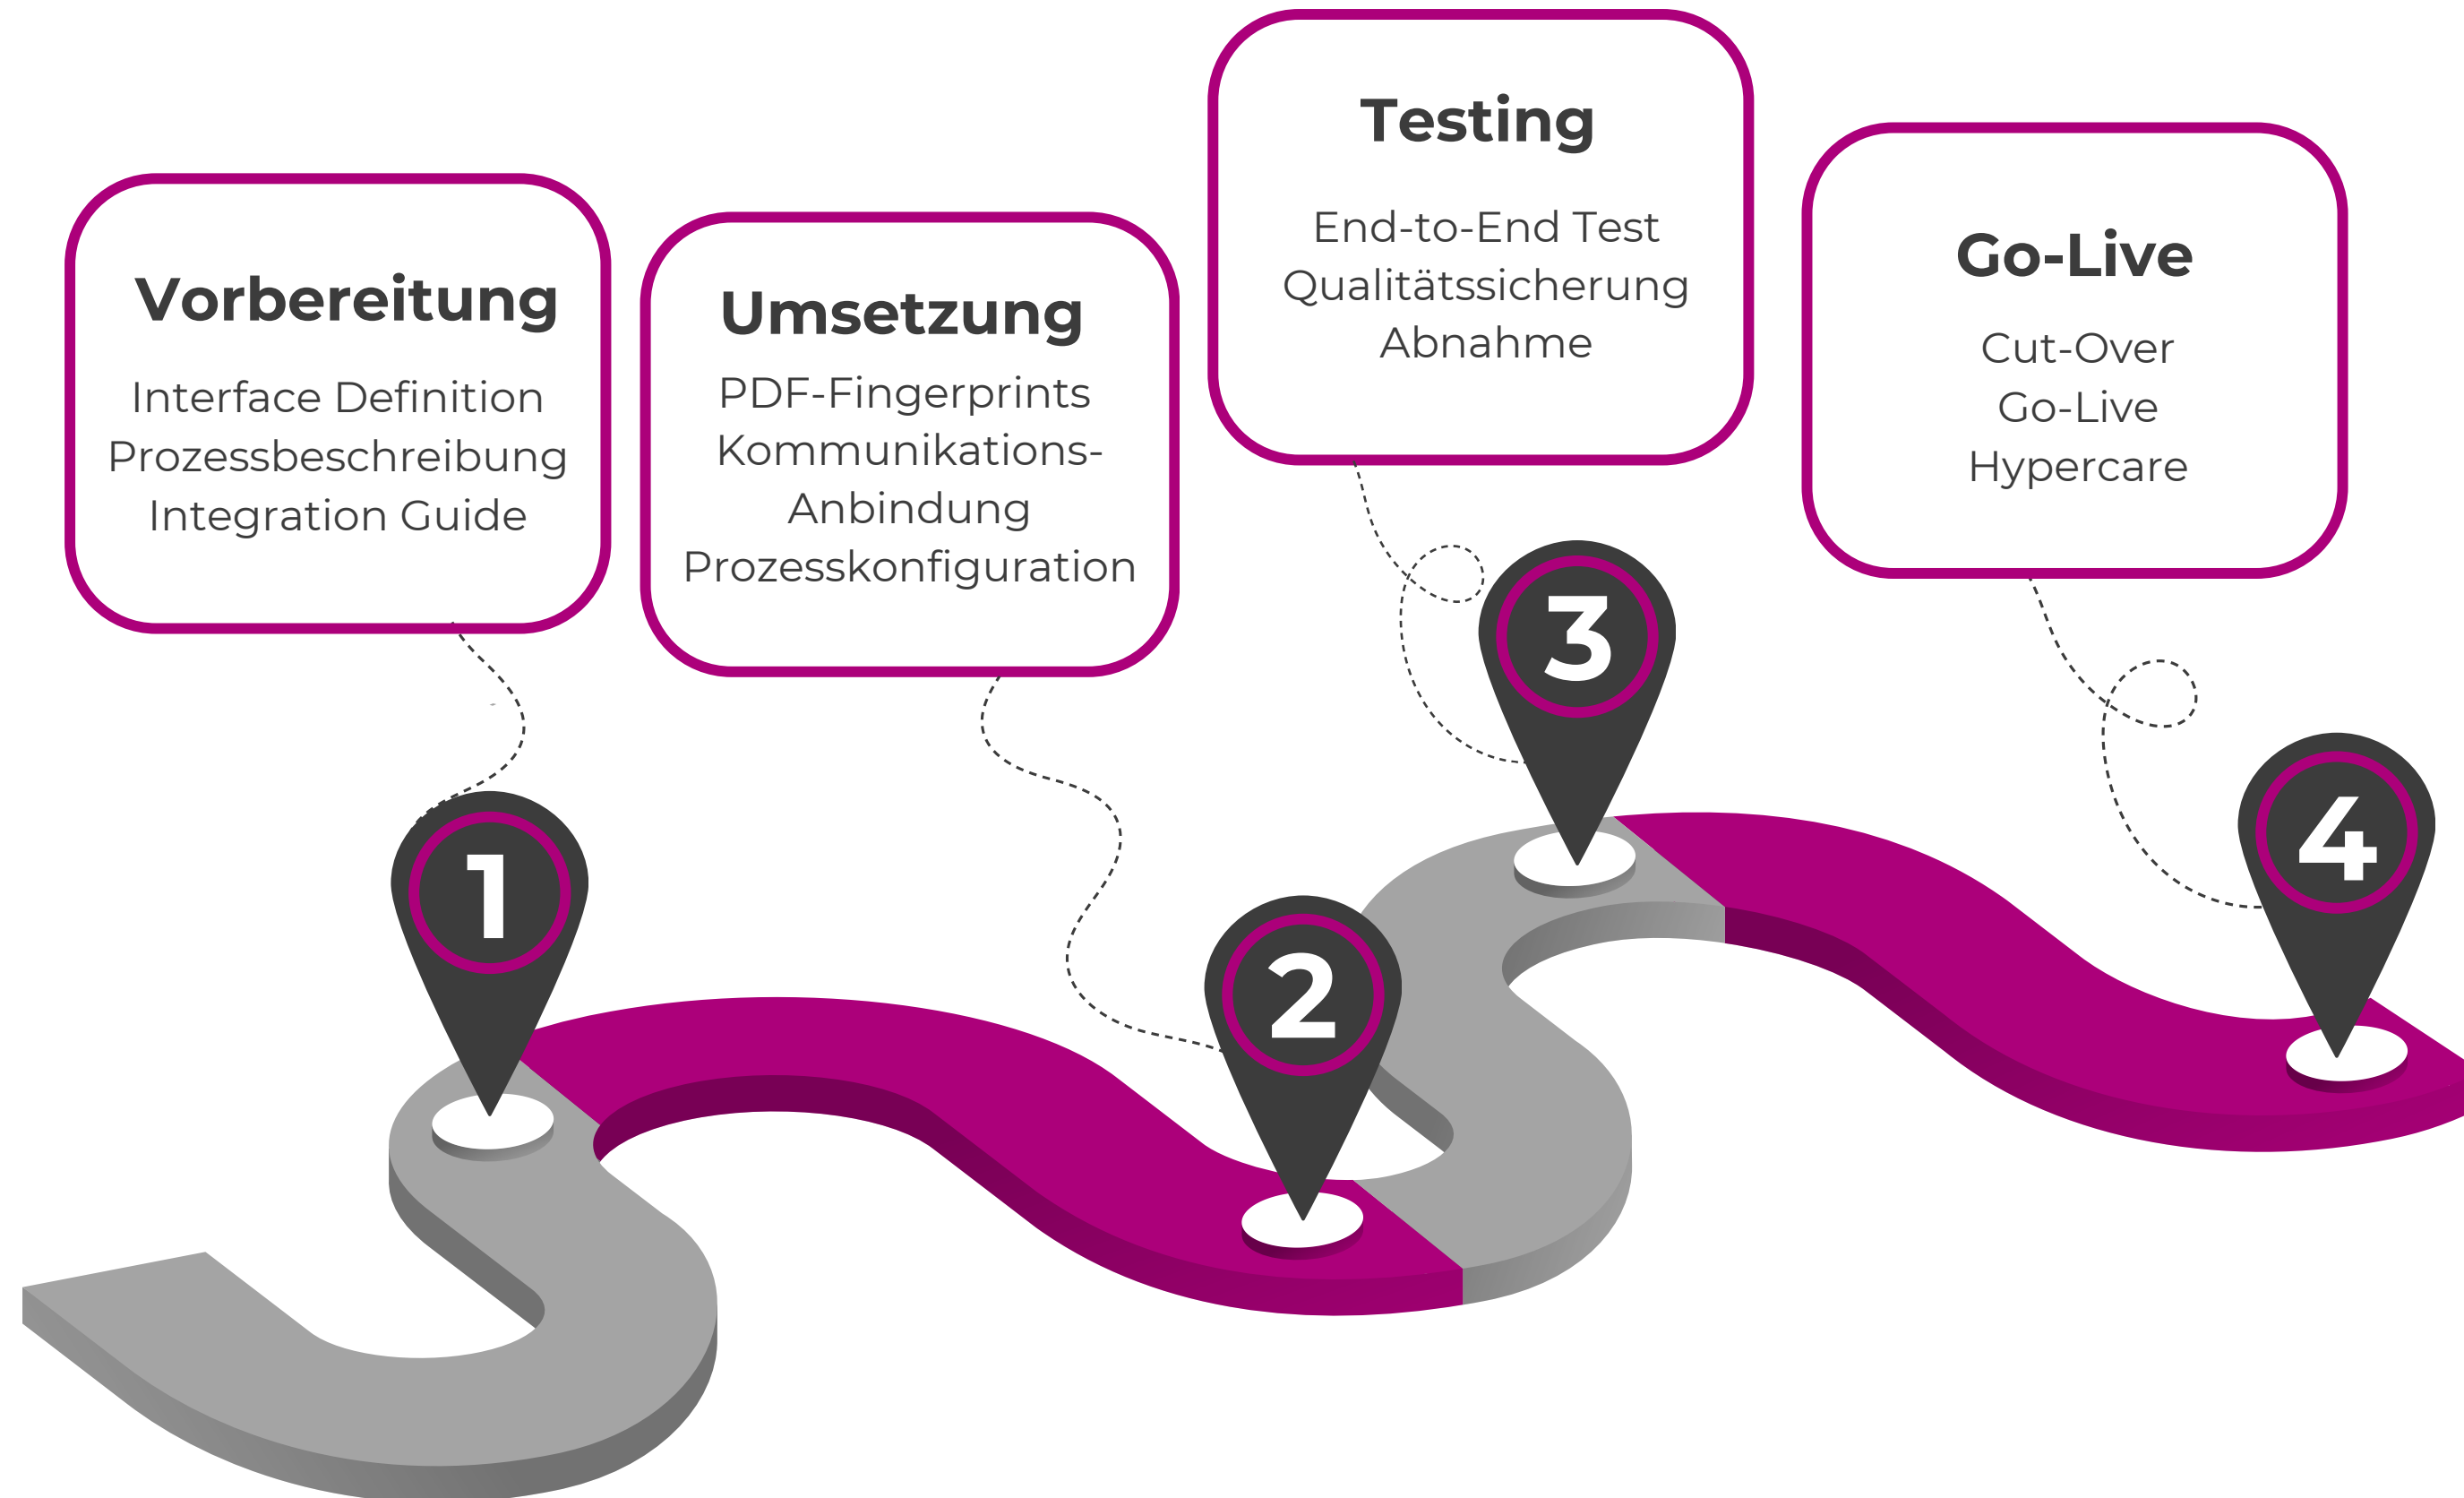 Vorbereitung
Interface Definition
Prozessbeschreibung
Integration Guide
1
Umsetzung
PDF-Fingerprints
Kommunikations-
Anbindung
Prozesskonfiguration
2
Testing
End-to-End Test
Qualitätssicherung
Abnahme
3
Go-Live
Cut-Over
Go-Live
Hypercare
4